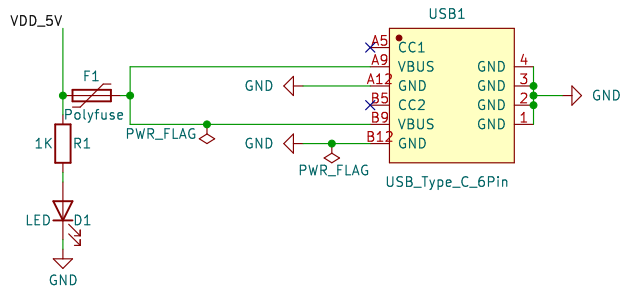 USB1
VDD_5V
A5 CC1
F1
A9 VBUS GND 4
GND A12 GND GND 3
GND
Polyfuse
B5 CC2 GND 2
PWR_FLAG B9 VBUS GND 1
1K R1 GND B12 GND
PWR_FLAG
USB_Type_C_6Pin
LED D1
GND